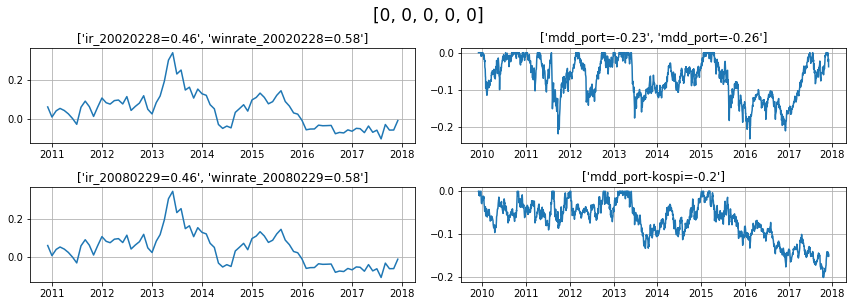 [0, 0, 0, 0, 0]
['ir_20020228=0.46', 'winrate_20020228=0.58']
0.2
0.0
2011 2012 2013 2014 2015 2016 2017 2018
['mdd_port=-0.23', 'mdd_port=-0.26']
0.0
−0.1
−0.2
2010 2011 2012 2013 2014 2015 2016 2017 2018
['ir_20080229=0.46', 'winrate_20080229=0.58']
0.2
0.0
2011 2012 2013 2014 2015 2016 2017 2018
['mdd_port-kospi=-0.2']
0.0
−0.1
−0.2
2010 2011 2012 2013 2014 2015 2016 2017 2018